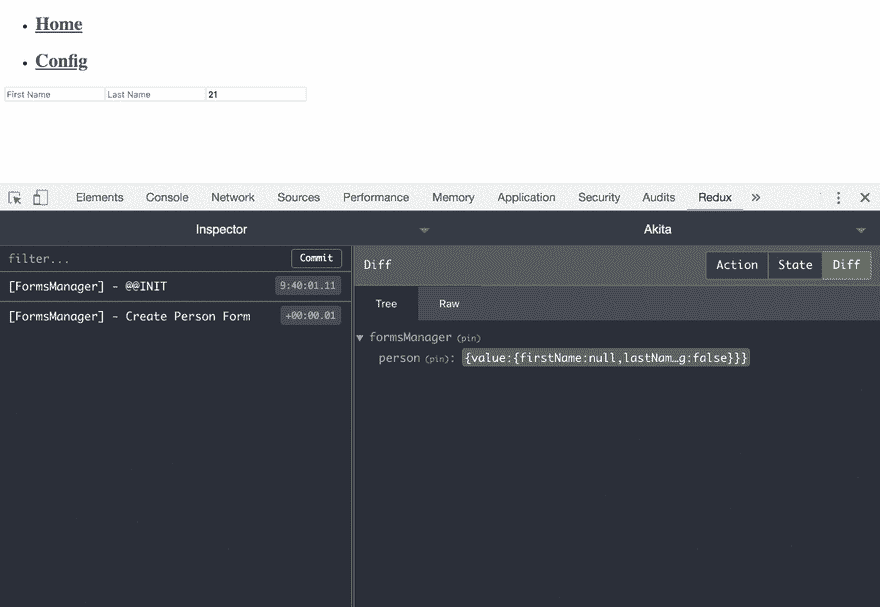 Home
Config
First Name Last Name 21
Elements Console Network Sources Performance Memory Application Security Audits Redux »
Inspector Akita
filter... Commit
[FormsManager] - @@INIT 9:40:01.11
[FormsManager] - Create Person Form +00:00.01
Diff Action State Diff
Tree Raw
▼ formsManager (pin)
person (pin): {value:{firstName:null,lastNam…g:false}}}